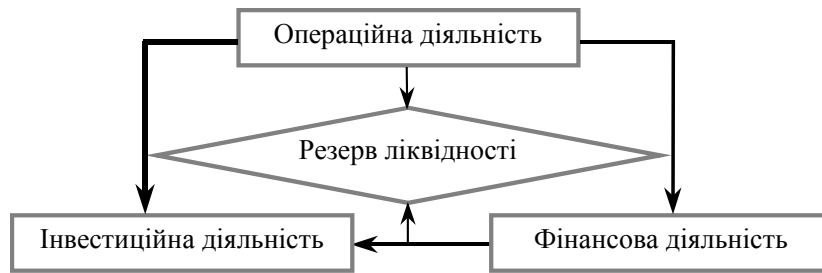 Операційна діяльність
Резерв ліквідності
Інвестиційна діяльність
Фінансова діяльність